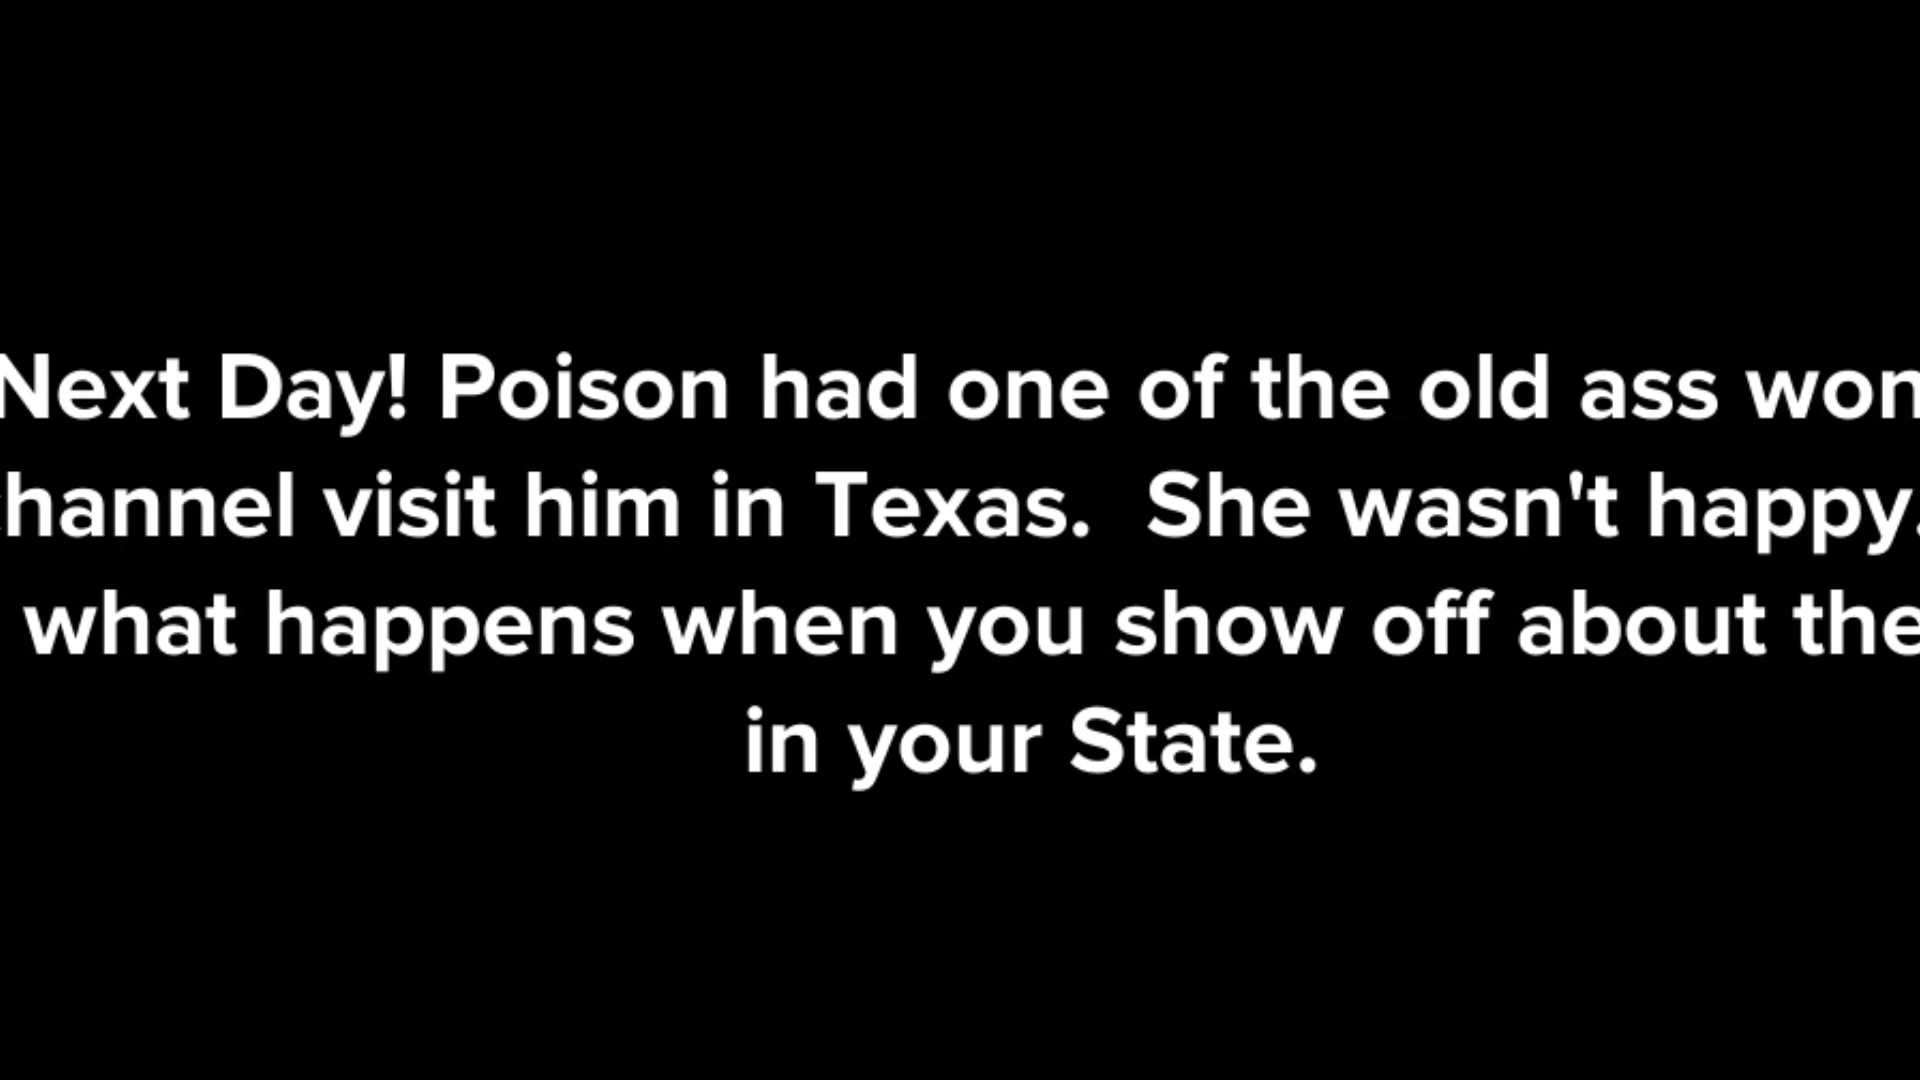 Next Day! Poison had one of the old ass
hannel visit him in Texas. She wasn't happy.
what happens when you show off about the
in your State.